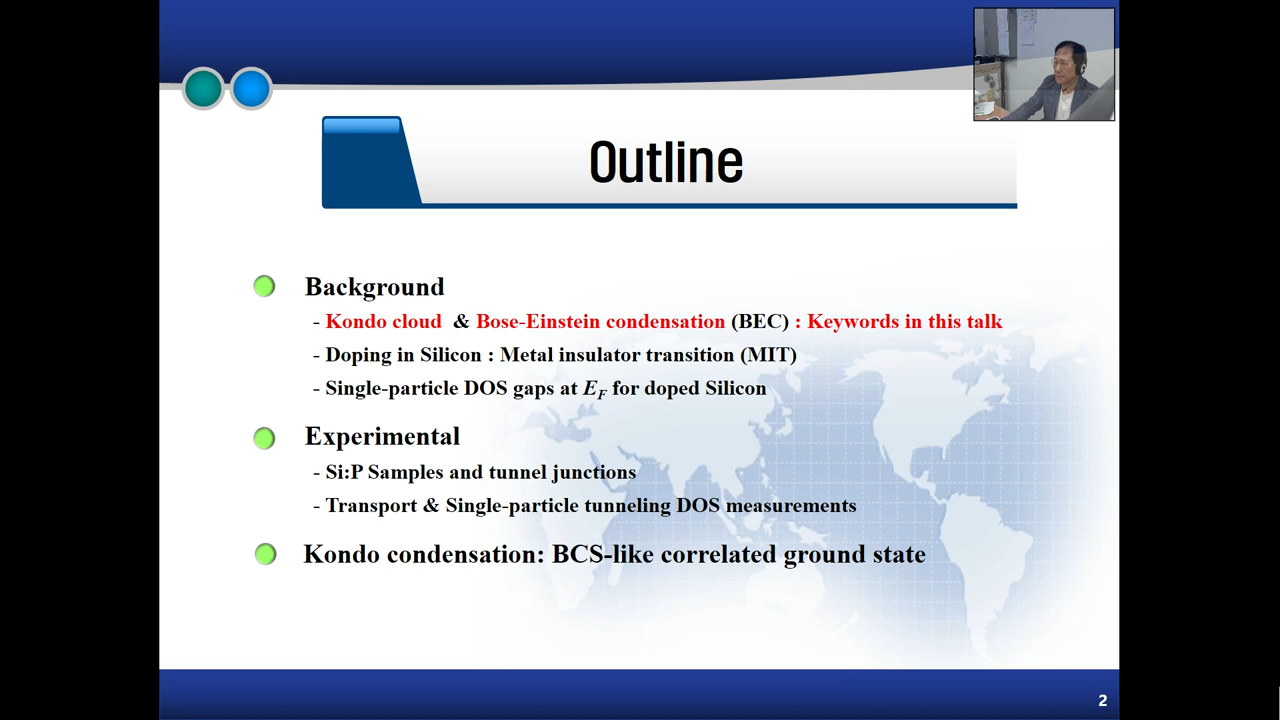 Outline
Background
- Kondo cloud & Bose-Einstein condensation (BEC) : Keywords in this talk
- Doping in Silicon : Metal insulator transition (MIT)
- Single-particle DOS gaps at E_F for doped Silicon
Experimental
- Si:P Samples and tunnel junctions
- Transport & Single-particle tunneling DOS measurements
Kondo condensation: BCS-like correlated ground state
2